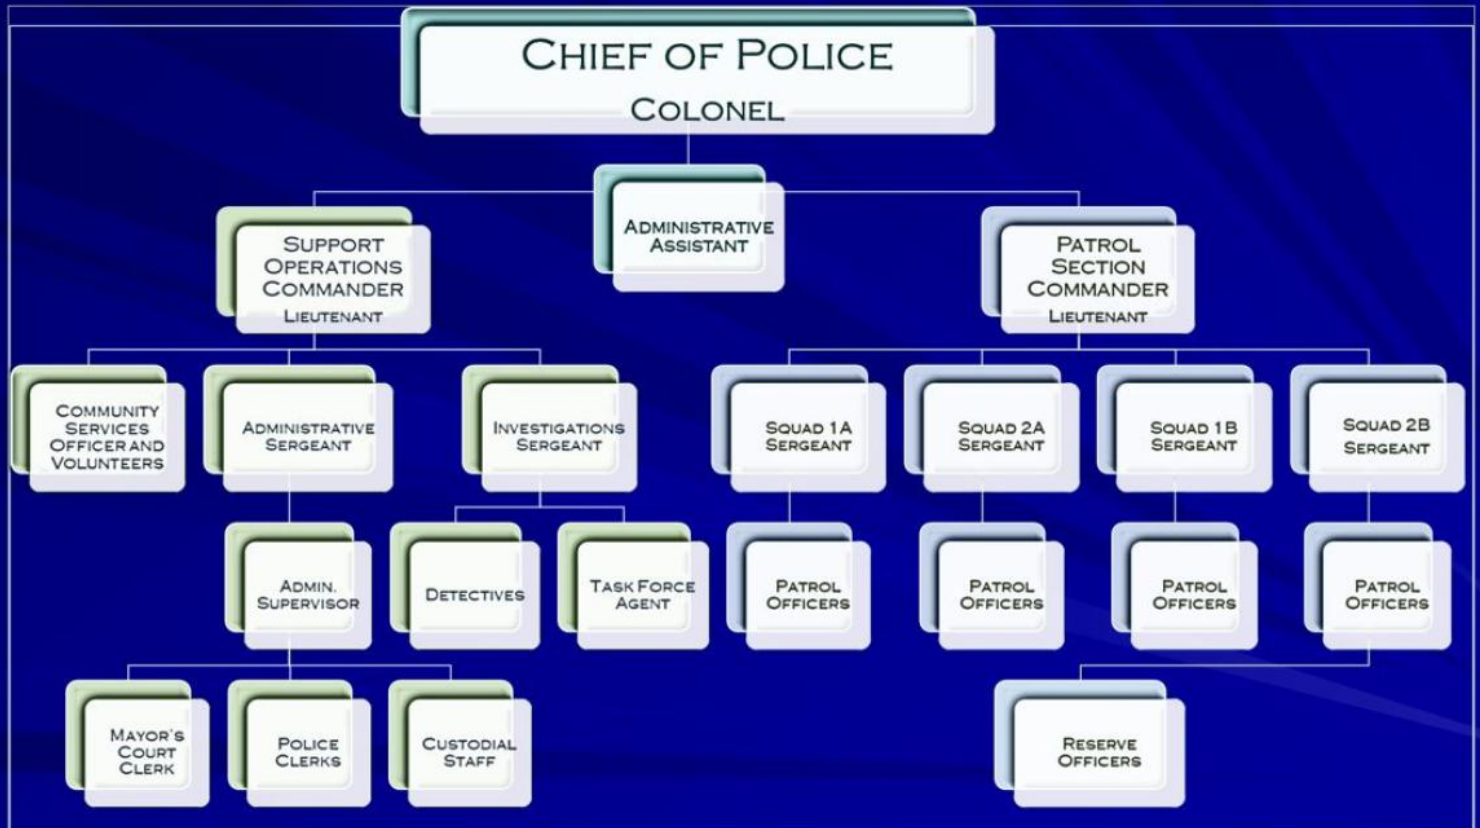 CHIEF OF POLICE
COLONEL
ADMINISTRATIVE
ASSISTANT
SUPPORT
OPERATIONS
COMMANDER
LIEUTENANT
PATROL
SECTION
COMMANDER
LIEUTENANT
COMMUNITY
SERVICES
OFFICER AND
VOLUNTEERS
ADMINISTRATIVE
SERGEANT
INVESTIGATIONS
SERGEANT
SQUAD 1A
SERGEANT
SQUAD 2A
SERGEANT
SQUAD 1B
SERGEANT
SQUAD 2B
SERGEANT
ADMIN.
SUPERVISOR
DETECTIVES
TASK FORCE
AGENT
PATROL
OFFICERS
PATROL
OFFICERS
PATROL
OFFICERS
PATROL
OFFICERS
MAYOR'S
COURT
CLERK
POLICE
CLERKS
CUSTODIAL
STAFF
RESERVE
OFFICERS